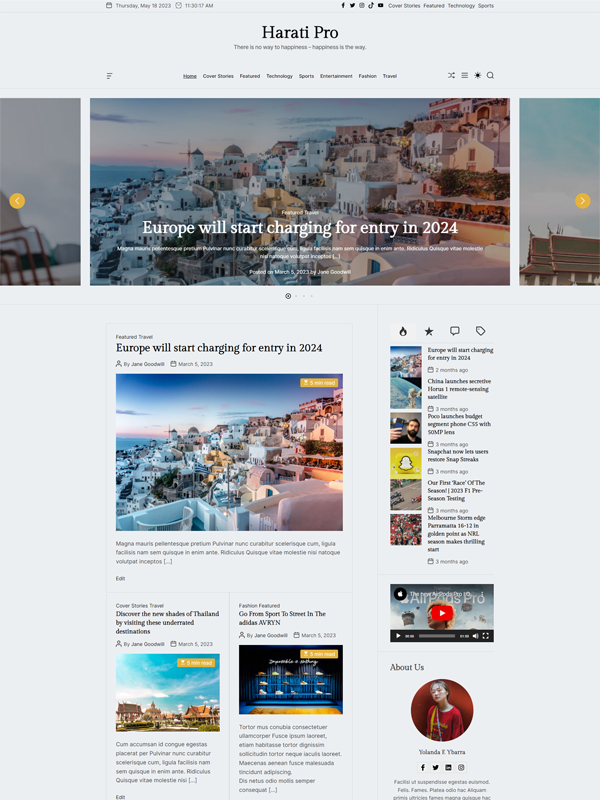 Thursday, May 18 2023 11:30:17 AM Cover Stories Featured Technology Sports
Harati Pro
There is no way to happiness - happiness is the way.
Home Cover Stories Featured Technology Sports Entertainment Fashion Travel
Featured Travel
Europe will start charging for entry in 2024
Magna mauris pellentesque pretium Pulvinar nunc curabitur scelerisque cum, ligula facilisis nam sem quisque in enim ante. Ridiculus Quisque vitae molestie
nisl natoque volutpat inceptos [...]
Posted on March 5, 2023 by Jane Goodwill
Featured Travel
Europe will start charging for entry in 2024
By Jane Goodwill March 5, 2023
5 min read
Magna mauris pellentesque pretium Pulvinar nunc curabitur scelerisque cum, ligula
facilisis nam sem quisque in enim ante. Ridiculus Quisque vitae molestie nisl natoque
volutpat inceptos [...]
Edit
Cover Stories Travel
Discover the new shades of Thailand
by visiting these underrated
destinations
By Jane Goodwill March 5, 2023
5 min read
Cum accumsan id congue egestas
placerat per Pulvinar nunc curabitur
scelerisque cum, ligula facilisis nam
sem quisque in enim ante. Ridiculus
Quisque vitae molestie nisl [...]
Edit
Fashion Featured
Go From Sport To Street In The
adidas AVRYN
By Jane Goodwill March 5, 2023
5 min read
Impossible is nothing
Tortor mus conubia consectetuer
ullamcorper Fusce ipsum laoreet,
etiam habitasse tortor dignissim
sollicitudin tortor neque iaculis laoreet.
Maecenas aenean fusce malesuada
tincidunt adipiscing.
Dis netus odio mollis semper
consequat [...]
Europe will start charging
for entry in 2024
2 months ago
China launches secretive
Horus 1 remote-sensing
satellite
3 months ago
Poco launches budget
segment phone C55 with
50MP lens
3 months ago
Snapchat now lets users
restore Snap Streaks
3 months ago
Our First 'Race' Of The
Season! | 2023 F1 Pre-
Season Testing
3 months ago
Melbourne Storm edge
Parramatta 16-12 in
golden point as NRL
season makes thrilling
start
3 months ago
The new AirPods Pro | Q...
AirPods Pro
00:00 01:05
About Us
Yolanda E Ybarra
Facilisi ut suspendisse egestas euismod.
Felis. Fames. Platea odio hac Aliquam
primis ultricies fames magna quisque hac